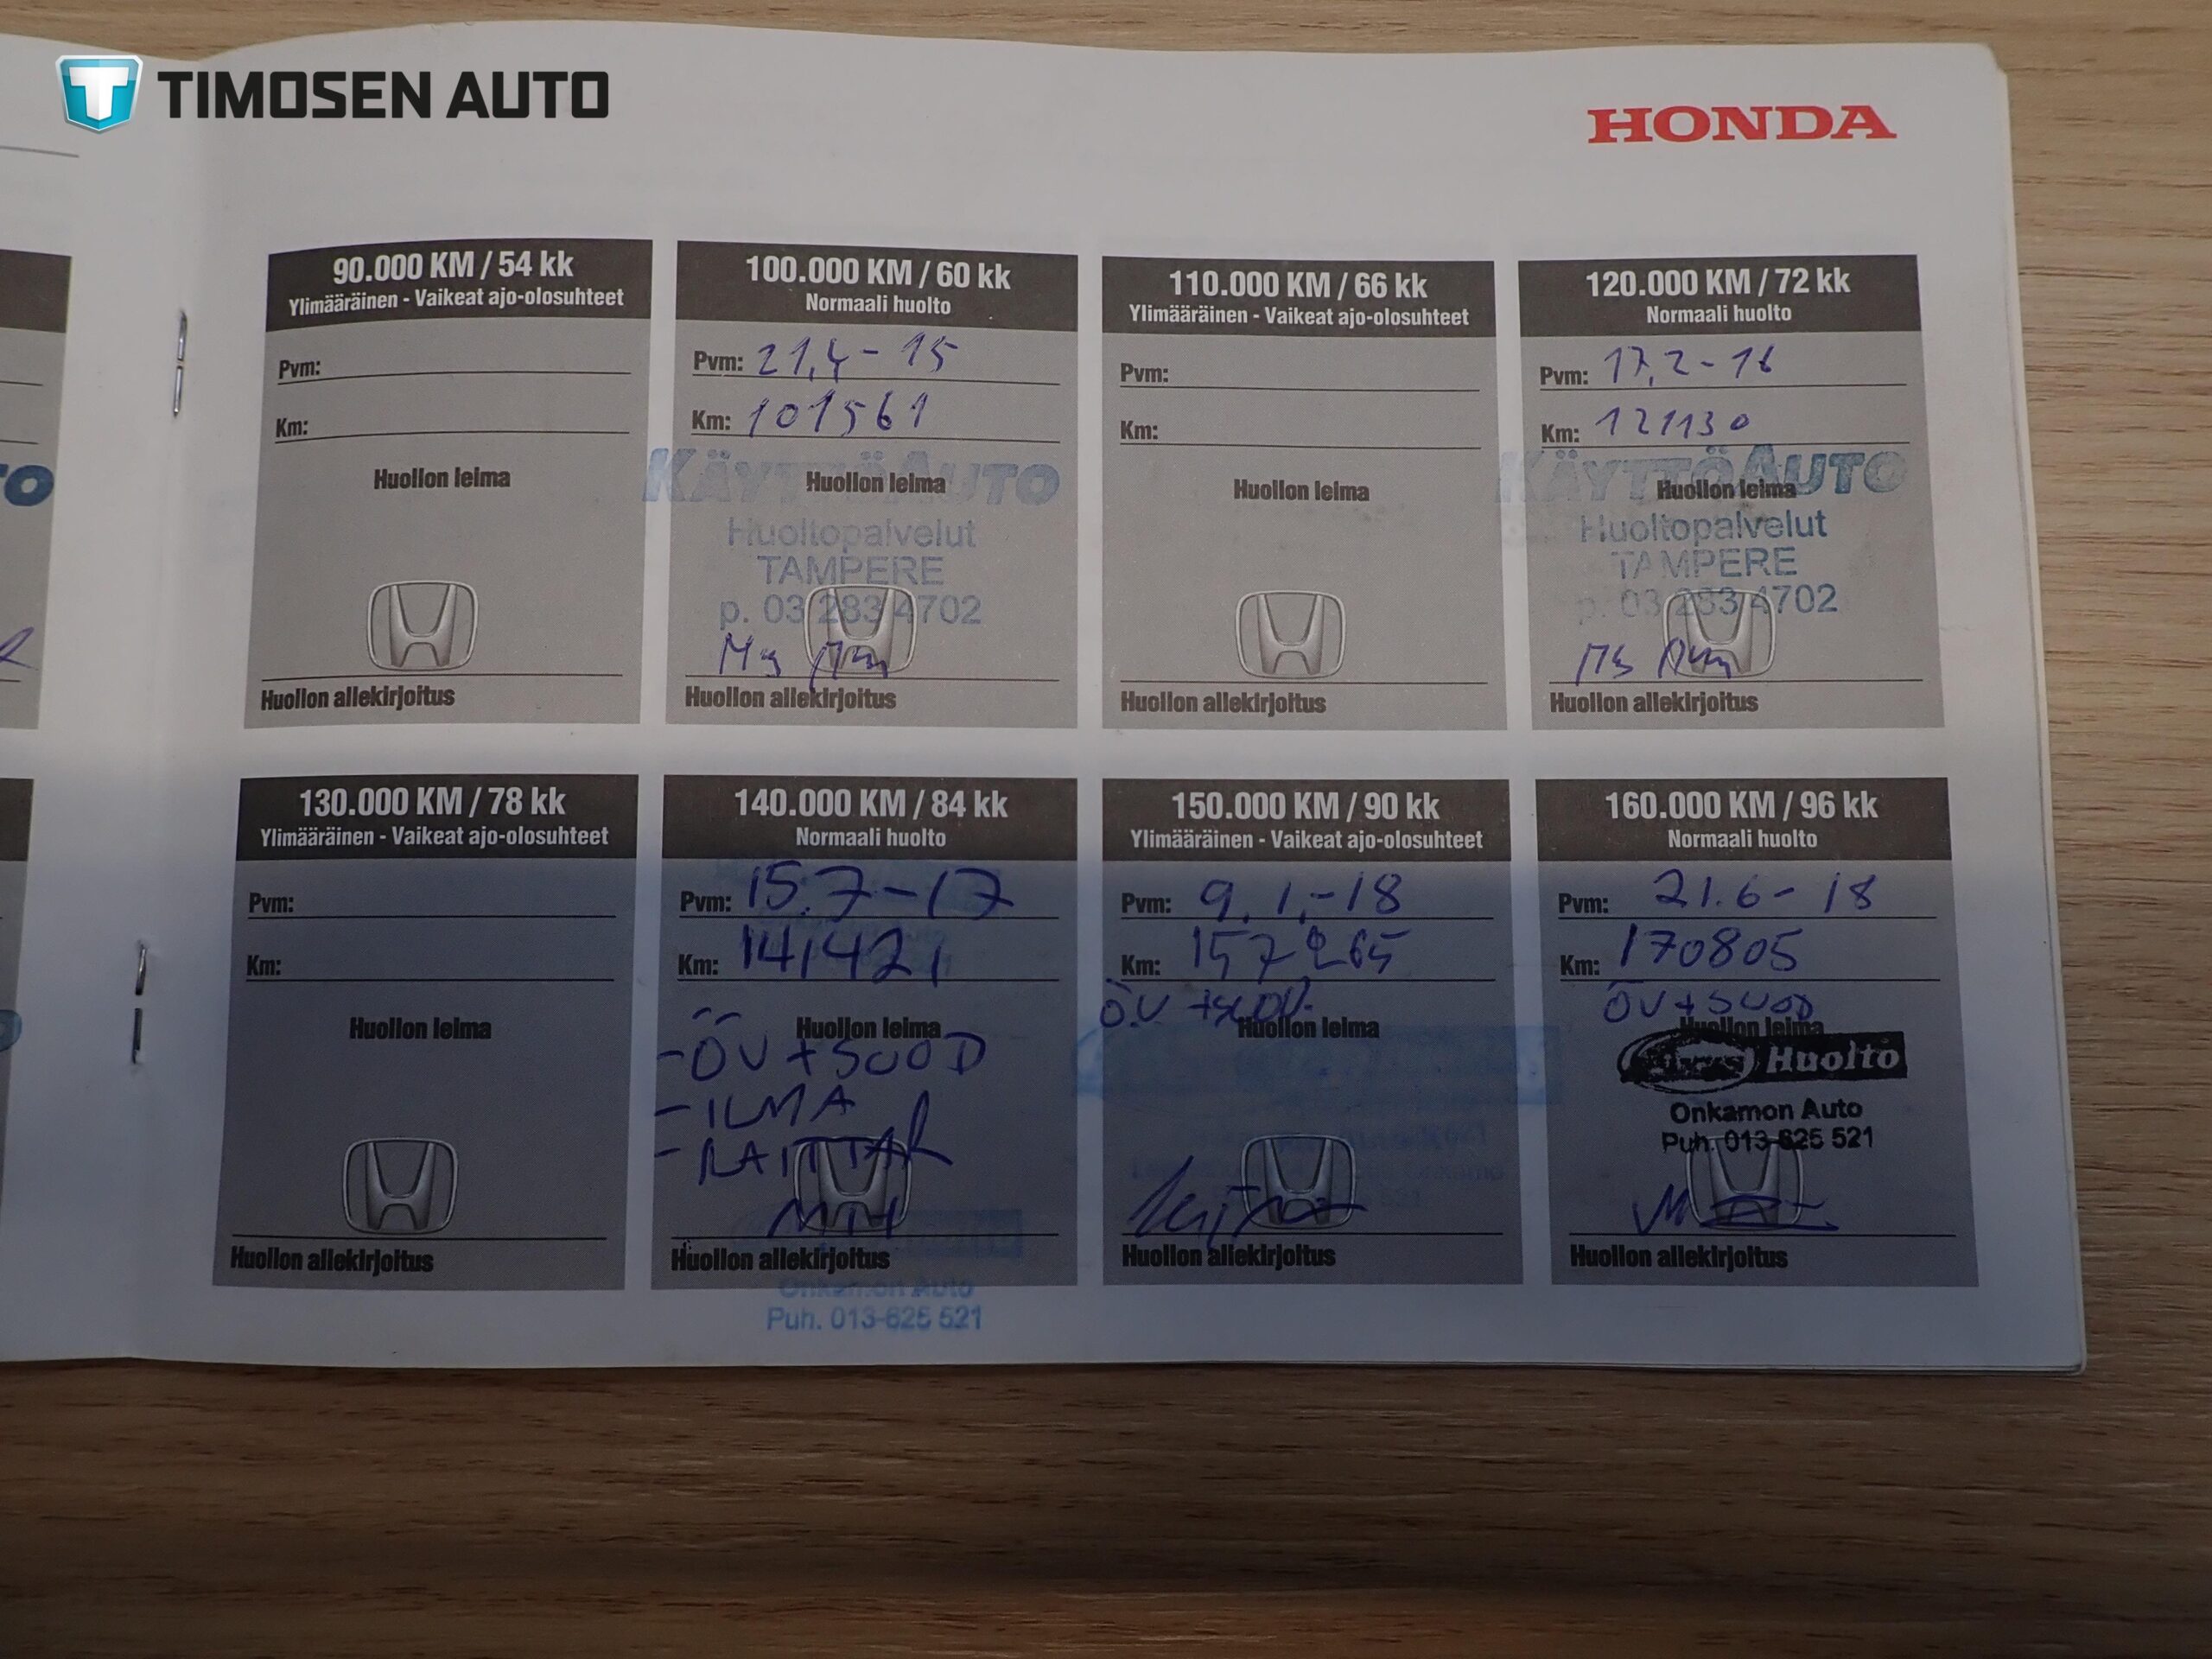 TIMOSEN AUTO
HONDA
90.000 KM / 54 kk
Ylimääräinen - Vaikeat ajo-olosuhteet
Pvm:
Km:
Huollon leima
Huollon allekirjoitus
100.000 KM / 60 kk
Normaali huolto
Pvm: 21,4 - 15
Km: 101561
KÄYTTÖAUTO
Huollon leima
Huoltopalvelut
TAMPERE
p. 03 283 4702
Huollon allekirjoitus
110.000 KM / 66 kk
Ylimääräinen - Vaikeat ajo-olosuhteet
Pvm:
Km:
Huollon leima
Huollon allekirjoitus
120.000 KM / 72 kk
Normaali huolto
Pvm: 17,2 - 16
Km: 121130
KÄYTTÖAUTO
Huollon leima
Huoltopalvelut
TAMPERE
p. 03 283 4702
Huollon allekirjoitus
130.000 KM / 78 kk
Ylimääräinen - Vaikeat ajo-olosuhteet
Pvm:
Km:
Huollon leima
Huollon allekirjoitus
140.000 KM / 84 kk
Normaali huolto
Pvm: 15.7-17
Km: 141421
Huollon leima
- ÖV + SUOD
- ILMA
- RAITTAR
MTH
Huollon allekirjoitus
Onkamon Auto
Puh. 013-625 521
150.000 KM / 90 kk
Ylimääräinen - Vaikeat ajo-olosuhteet
Pvm: 9.1.-18
Km: 157265
ÖV + SUOD.
Huollon leima
Huollon allekirjoitus
160.000 KM / 96 kk
Normaali huolto
Pvm: 21.6 - 18
Km: 170805
ÖV + SUOD
Huollon leima
Huolto
Onkamon Auto
Puh. 013-625 521
Huollon allekirjoitus